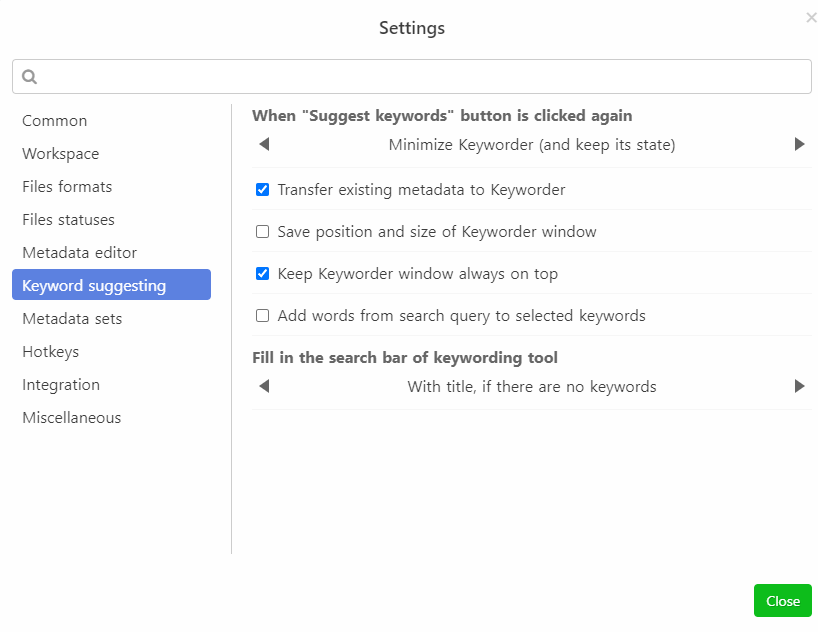 Settings
Common
Workspace
Files formats
Files statuses
Metadata editor
Keyword suggesting
Metadata sets
Hotkeys
Integration
Miscellaneous
When "Suggest keywords" button is clicked again
Minimize Keyworder (and keep its state)
Transfer existing metadata to Keyworder
Save position and size of Keyworder window
Keep Keyworder window always on top
Add words from search query to selected keywords
Fill in the search bar of keywording tool
With title, if there are no keywords
Close